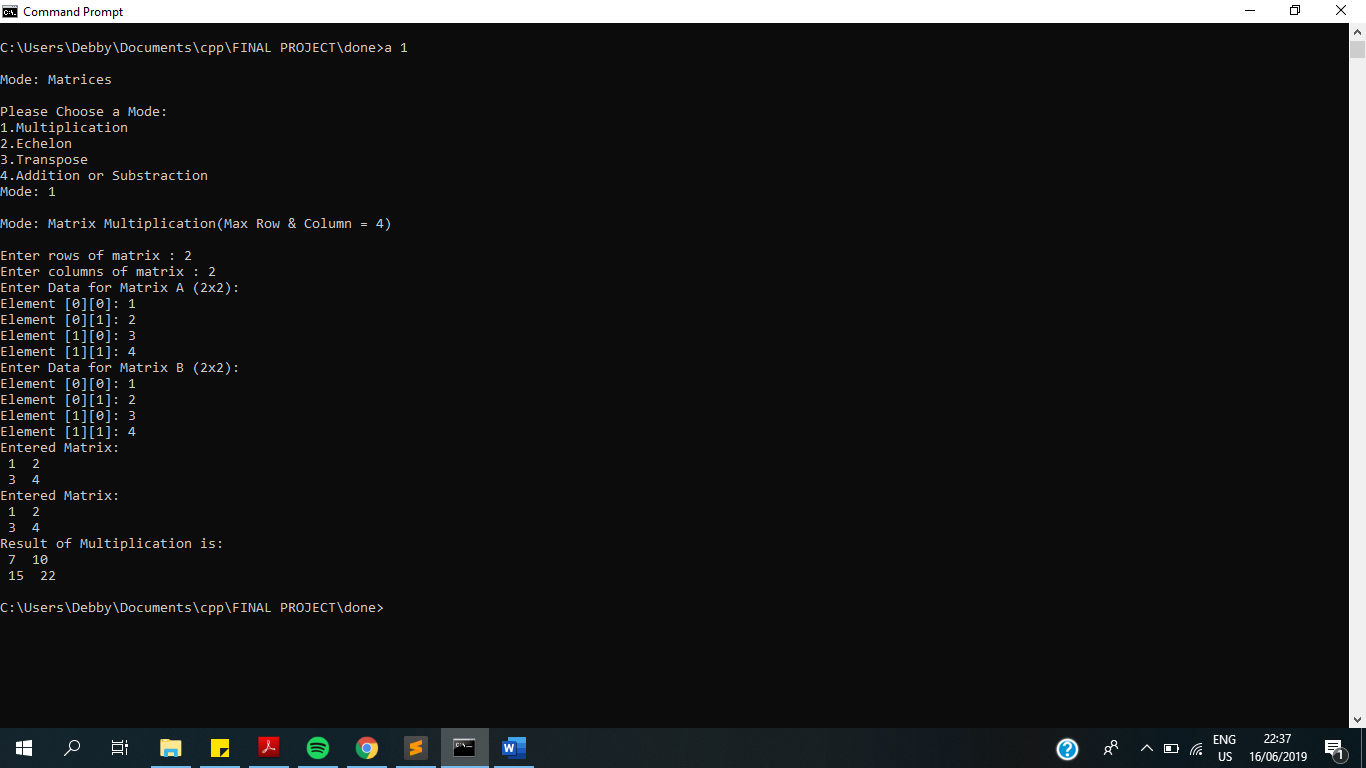 Command Prompt
C:\Users\Debby\Documents\cpp\FINAL PROJECT\done>a 1
Mode: Matrices
Please Choose a Mode:
1.Multiplication
2.Echelon
3.Transpose
4.Addition or Substraction
Mode: 1
Mode: Matrix Multiplication(Max Row & Column = 4)
Enter rows of matrix : 2
Enter columns of matrix : 2
Enter Data for Matrix A (2x2):
Element [0][0]: 1
Element [0][1]: 2
Element [1][0]: 3
Element [1][1]: 4
Enter Data for Matrix B (2x2):
Element [0][0]: 1
Element [0][1]: 2
Element [1][0]: 3
Element [1][1]: 4
Entered Matrix:
1  2
3  4
Entered Matrix:
1  2
3  4
Result of Multiplication is:
7  10
15  22
C:\Users\Debby\Documents\cpp\FINAL PROJECT\done>
ENG
US
22:37
16/06/2019
1